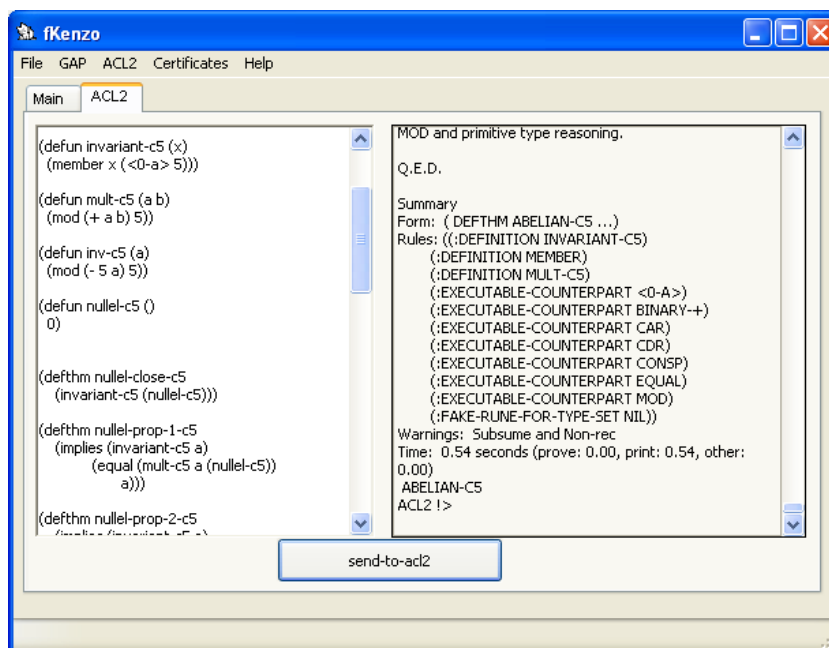 fKenzo
File GAP ACL2 Certificates Help
Main ACL2
(defun invariant-c5 (x)
(member x (<0-a> 5)))
(defun mult-c5 (a b)
(mod (+ a b) 5))
(defun inv-c5 (a)
(mod (- 5 a) 5))
(defun nullel-c5 ()
0)
(defthm nullel-close-c5
(invariant-c5 (nullel-c5)))
(defthm nullel-prop-1-c5
(implies (invariant-c5 a)
(equal (mult-c5 a (nullel-c5))
a)))
(defthm nullel-prop-2-c5
(implies (invariant-c5 a)
MOD and primitive type reasoning.
Q.E.D.
Summary
Form: ( DEFTHM ABELIAN-C5 ...)
Rules: ((:DEFINITION INVARIANT-C5)
(:DEFINITION MEMBER)
(:DEFINITION MULT-C5)
(:EXECUTABLE-COUNTERPART <0-A>)
(:EXECUTABLE-COUNTERPART BINARY-+)
(:EXECUTABLE-COUNTERPART CAR)
(:EXECUTABLE-COUNTERPART CDR)
(:EXECUTABLE-COUNTERPART CONSP)
(:EXECUTABLE-COUNTERPART EQUAL)
(:EXECUTABLE-COUNTERPART MOD)
(:FAKE-RUNE-FOR-TYPE-SET NIL))
Warnings: Subsume and Non-rec
Time: 0.54 seconds (prove: 0.00, print: 0.54, other:
0.00)
ABELIAN-C5
ACL2 !>
send-to-acl2